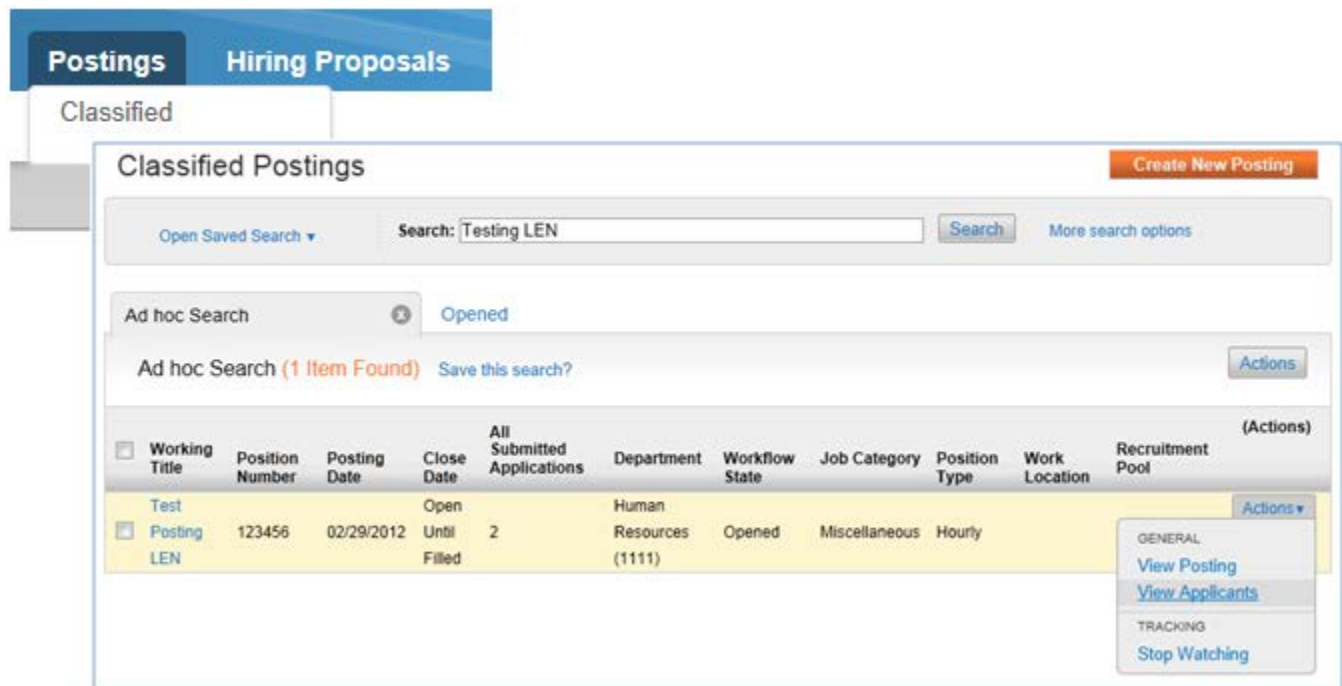 Postings Hiring Proposals
Classified
Classified Postings
Create New Posting
Open Saved Search ▾
Search: Testing LEN
Search
More search options
Ad hoc Search
Opened
Ad hoc Search (1 Item Found) Save this search?
Actions
(Actions)
Working Title
Position Number
Posting Date
Close Date
All Submitted Applications
Department
Workflow State
Job Category
Position Type
Work Location
Recruitment Pool
Test Posting LEN
123456
02/29/2012
Open Until Filled
2
Human Resources (1111)
Opened
Miscellaneous
Hourly
Actions ▾
GENERAL
View Posting
View Applicants
TRACKING
Stop Watching